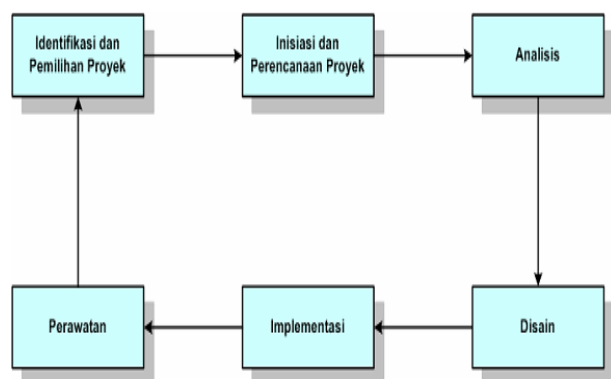 Identifikasi dan
Pemilihan Proyek
Inisiasi dan
Perencanaan Proyek
Analisis
Perawatan
Implementasi
Disain